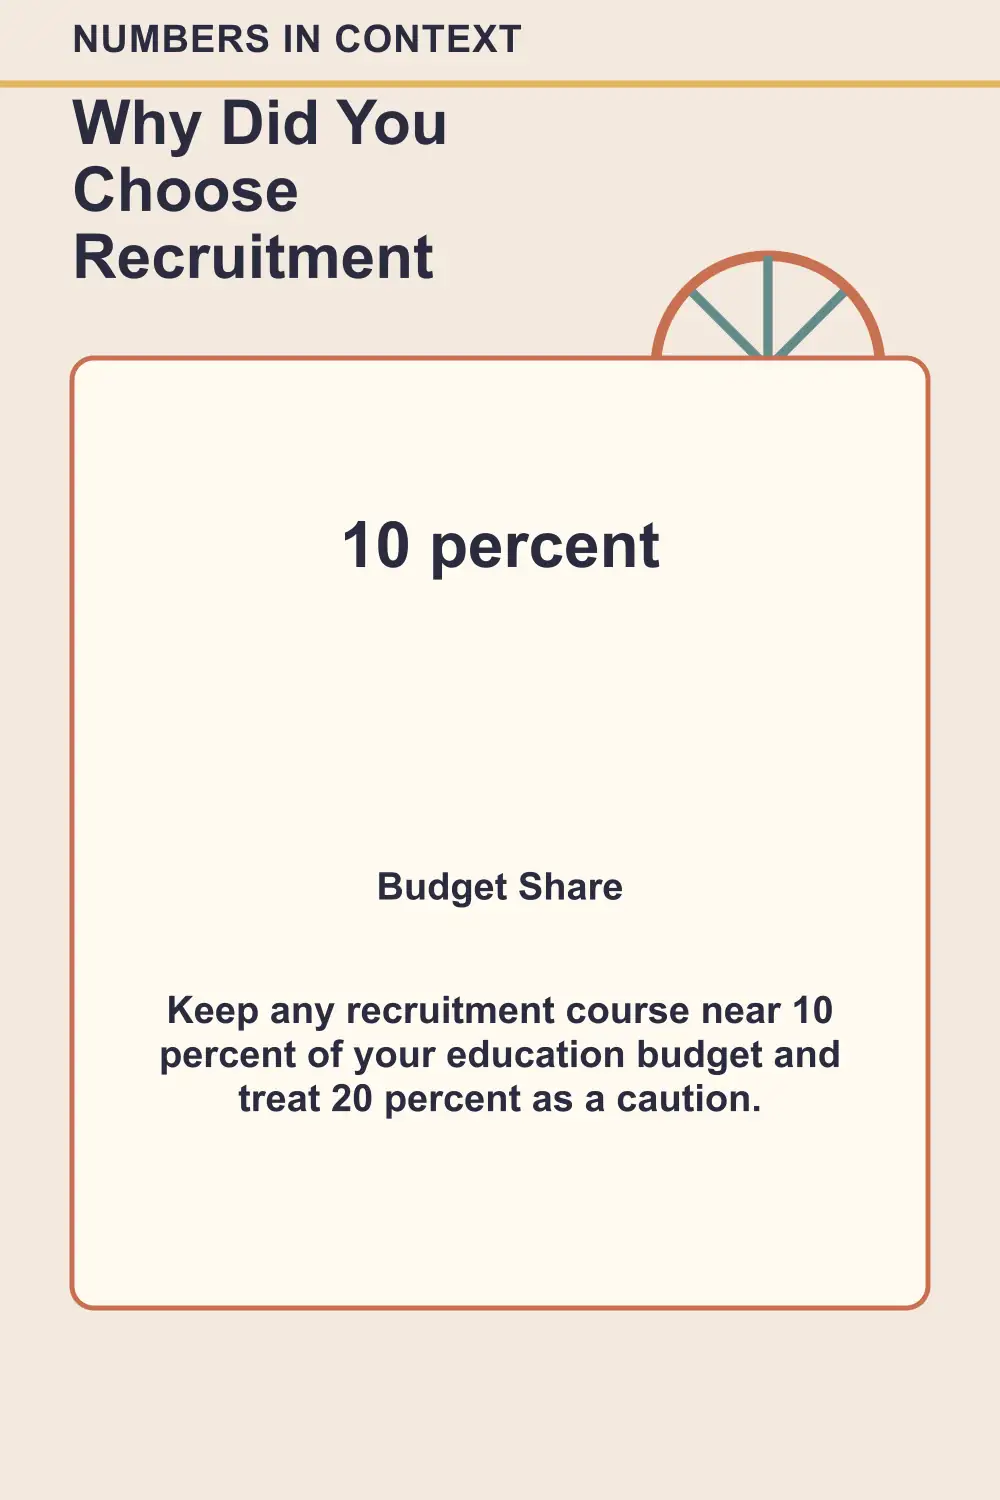 NUMBERS IN CONTEXT
Why Did You
Choose
Recruitment
10 percent
Budget Share
Keep any recruitment course near 10
percent of your education budget and
treat 20 percent as a caution.